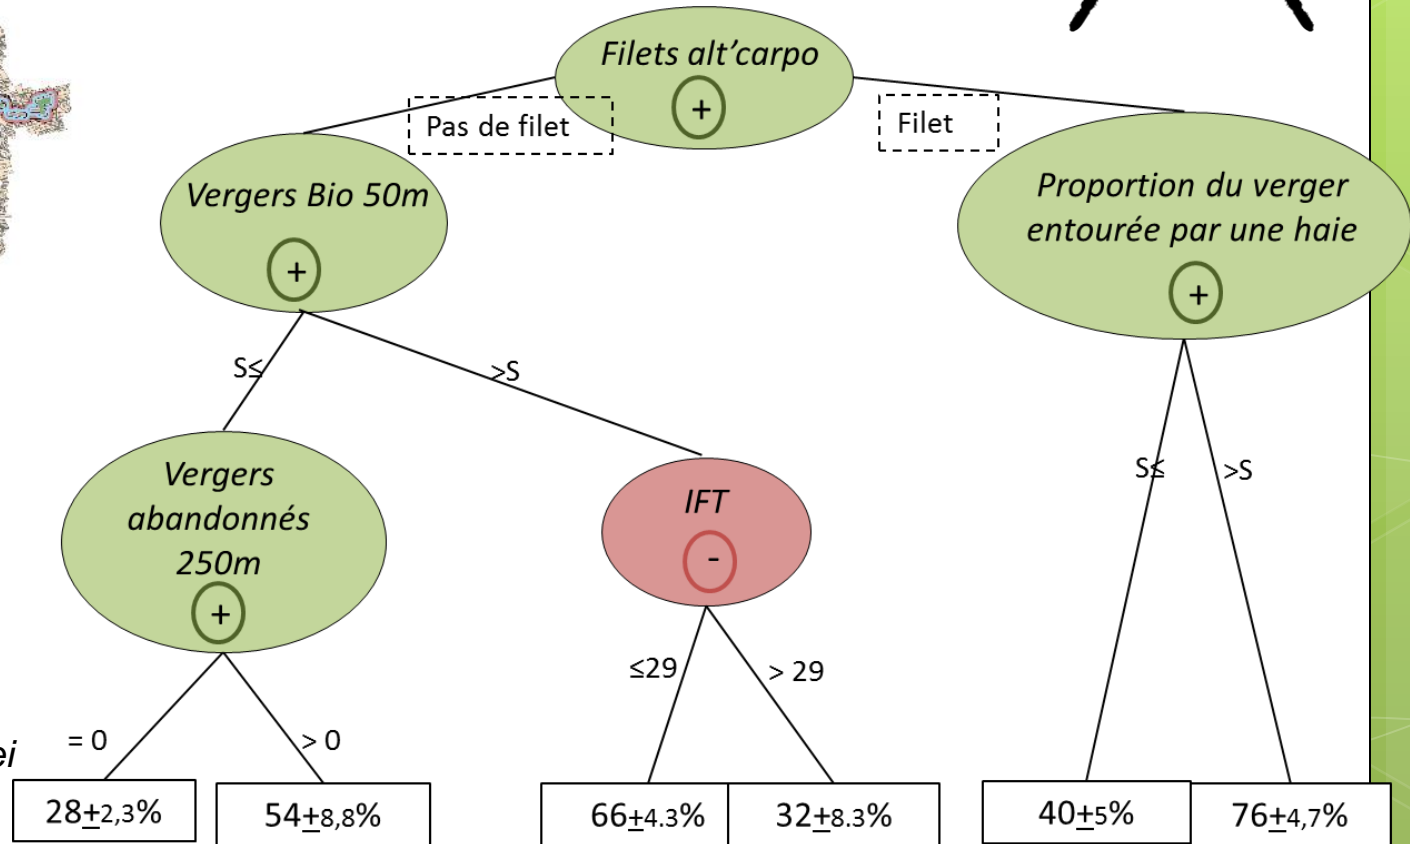 Filets alt’carpo
+
Pas de filet
Filet
Vergers Bio 50m
+
Proportion du verger
entourée par une haie
+
S≤
>S
S≤
>S
Vergers
abandonnés
250m
+
IFT
-
≤29
> 29
= 0
> 0
ei
28±2,3%
54±8,8%
66±4.3%
32±8.3%
40±5%
76±4,7%